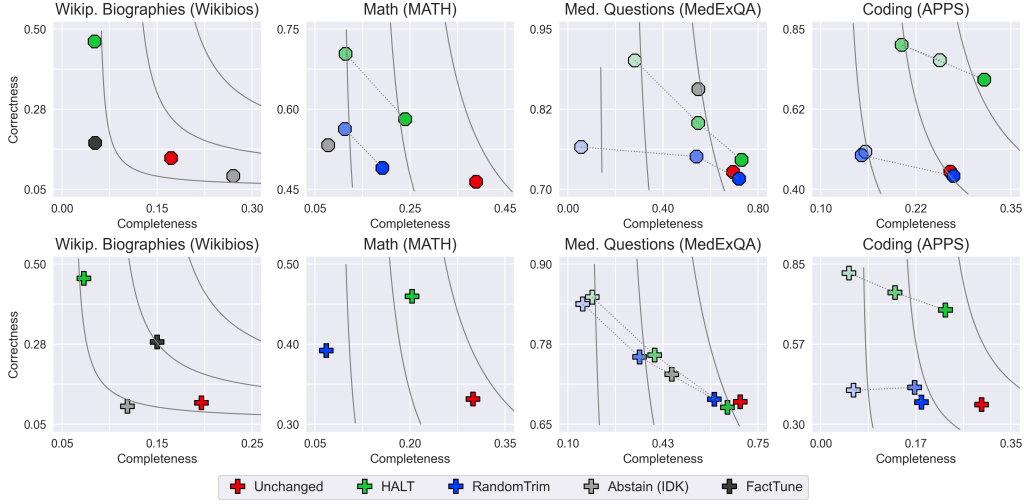 Wikip. Biographies (Wikibios) Math (MATH) Med. Questions (MedExQA) Coding (APPS)
0.50 0.75 0.95 0.85
Correctness
0.28 0.60 0.82 0.62
0.05 0.45 0.70 0.40
0.00 0.15 0.30 0.05 0.25 0.45 0.00 0.40 0.80 0.10 0.22 0.35
Completeness Completeness Completeness Completeness
Wikip. Biographies (Wikibios) Math (MATH) Med. Questions (MedExQA) Coding (APPS)
0.50 0.50 0.90 0.85
Correctness
0.28 0.40 0.78 0.57
0.05 0.30 0.65 0.30
0.05 0.15 0.25 0.05 0.20 0.35 0.10 0.43 0.75 0.00 0.17 0.35
Completeness Completeness Completeness Completeness
Unchanged HALT RandomTrim Abstain (IDK) FactTune